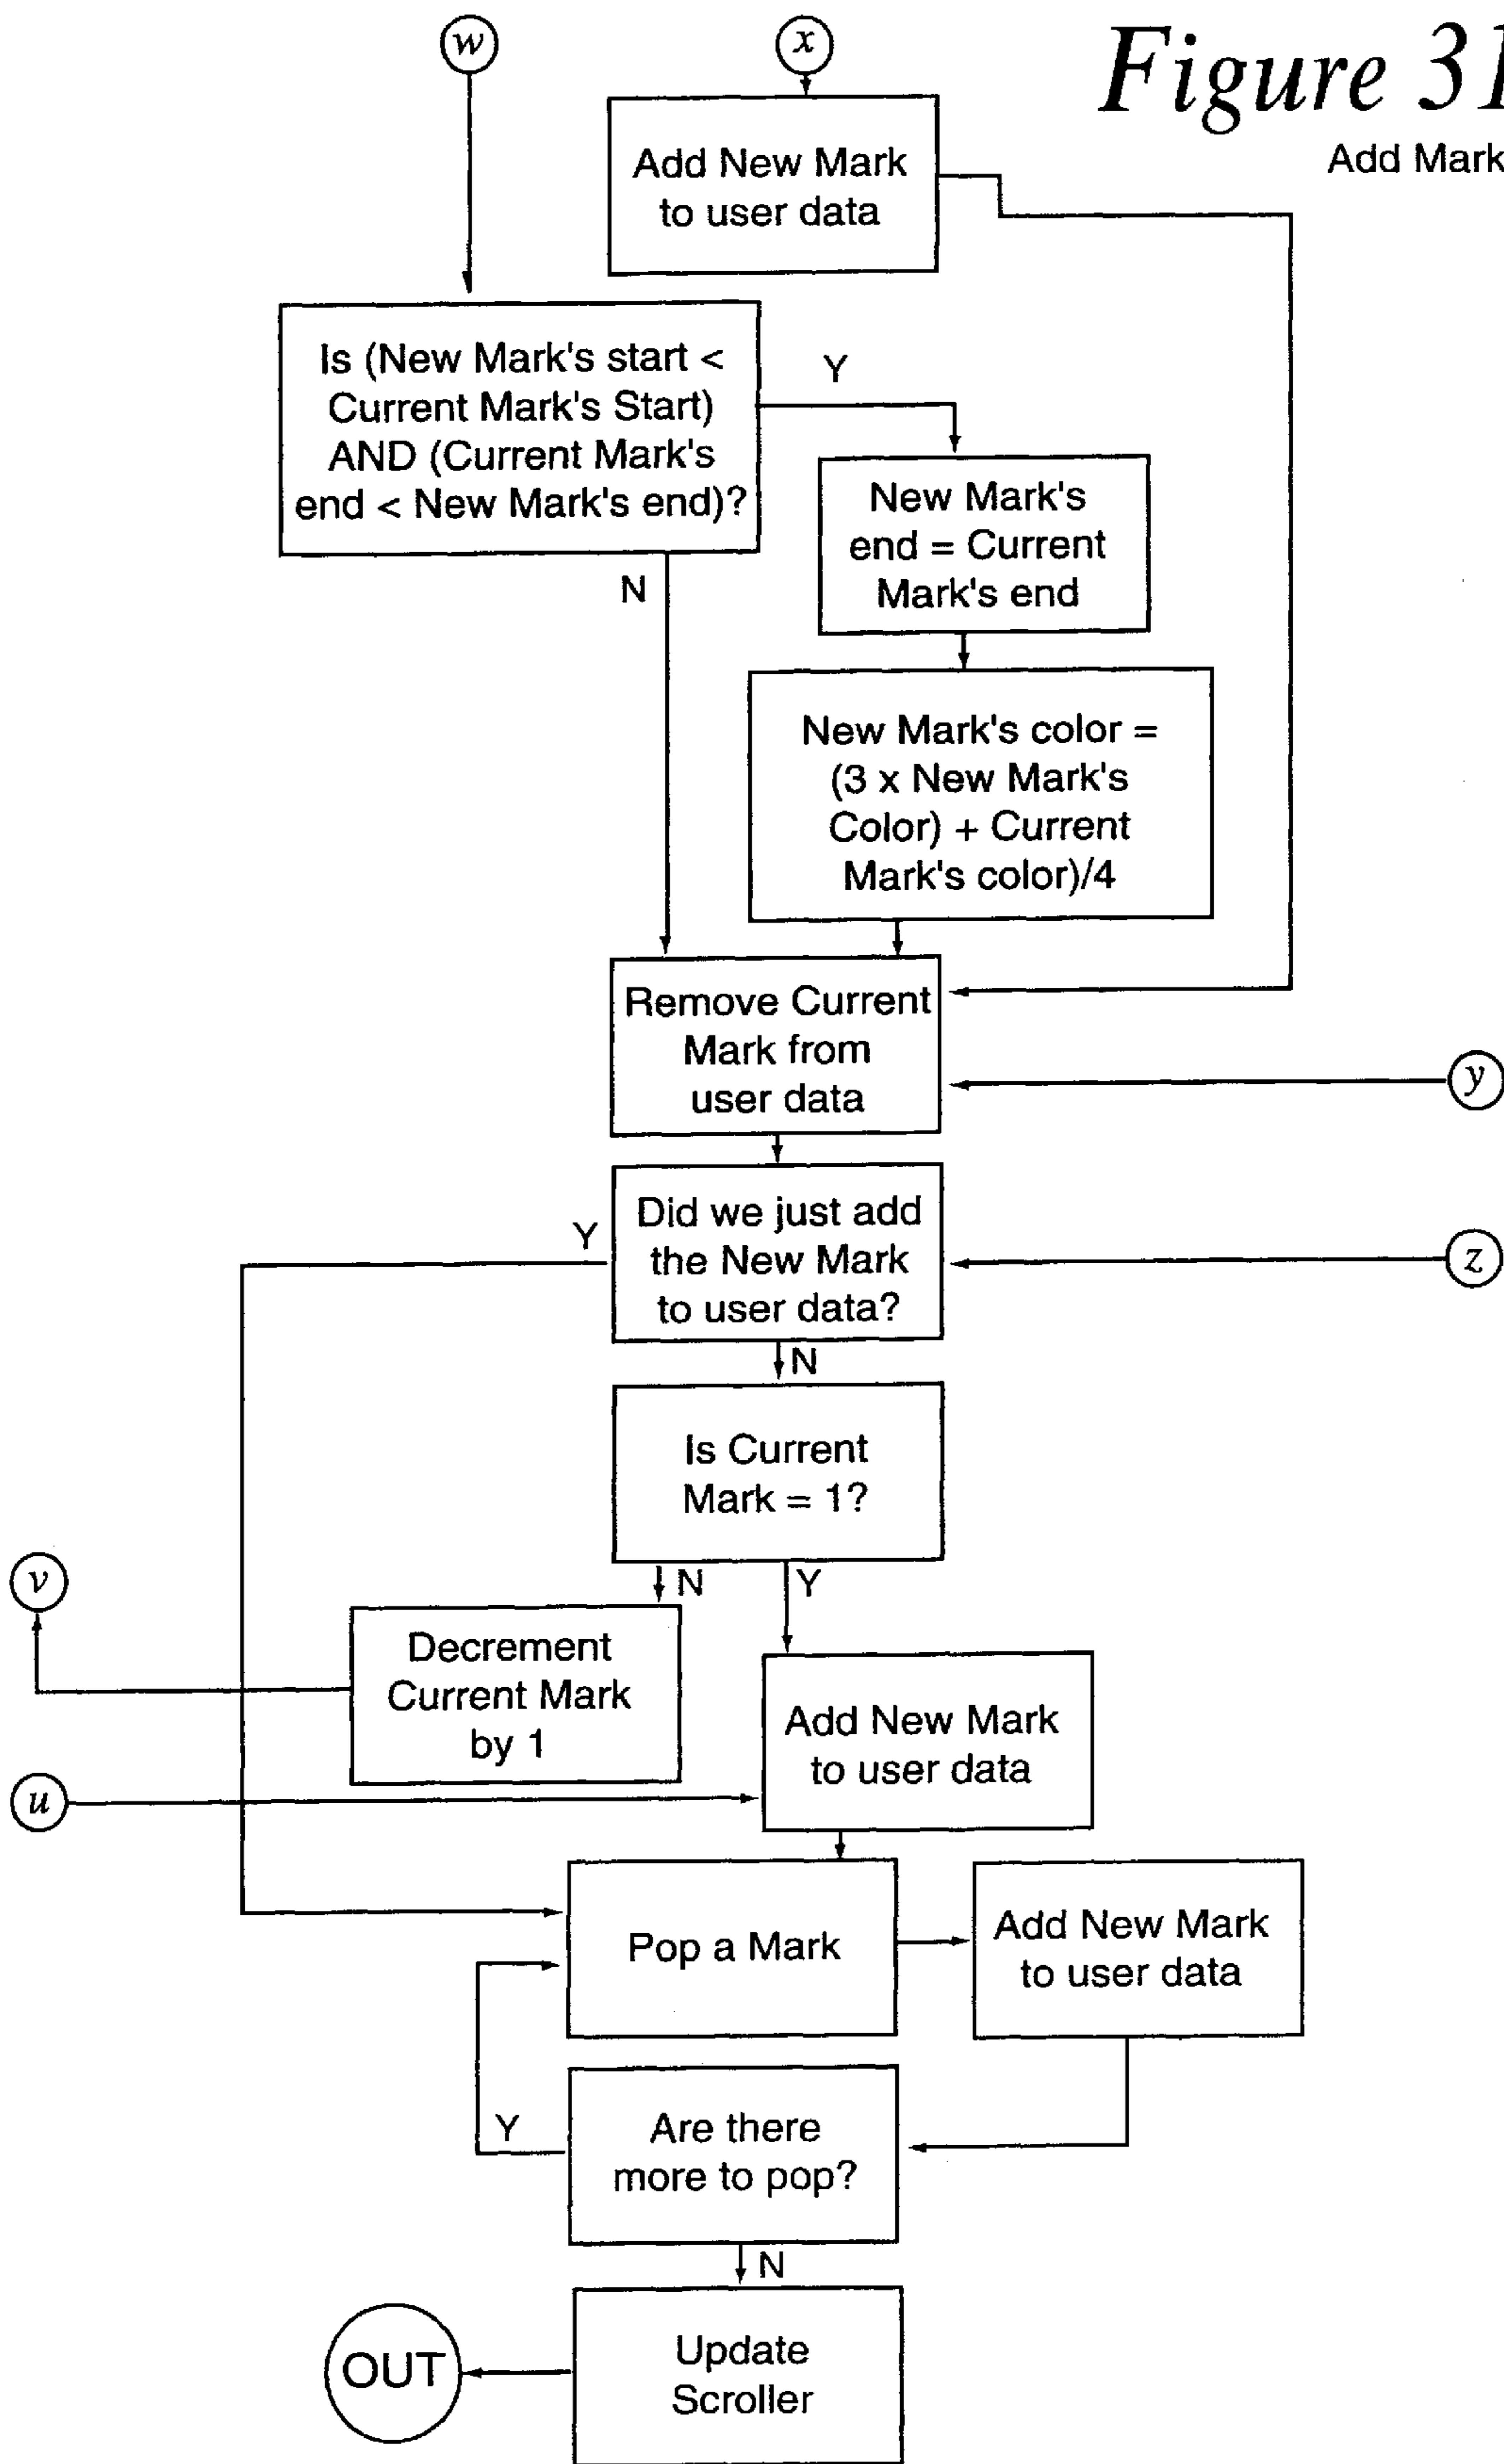 w
x
Figure 31
Add Mark
Add New Mark
to user data
Is (New Mark's start <
Current Mark's Start)
AND (Current Mark's
end < New Mark's end)?
Y
N
New Mark's
end = Current
Mark's end
New Mark's color =
(3 x New Mark's
Color) + Current
Mark's color)/4
Remove Current
Mark from
user data
y
Did we just add
the New Mark
to user data?
Y
z
N
Is Current
Mark = 1?
v
N
Y
Decrement
Current Mark
by 1
Add New Mark
to user data
u
Pop a Mark
Add New Mark
to user data
Are there
more to pop?
Y
N
Update
Scroller
OUT